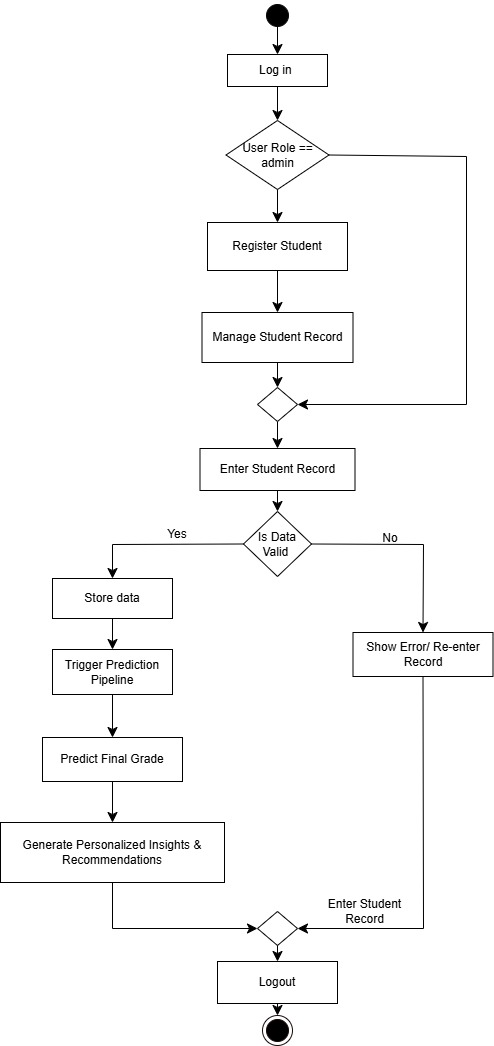 Log in
User Role ==
admin
Register Student
Manage Student Record
Enter Student Record
Is Data
Valid
Yes
No
Store data
Show Error/ Re-enter
Record
Trigger Prediction
Pipeline
Predict Final Grade
Generate Personalized Insights &
Recommendations
Enter Student
Record
Logout